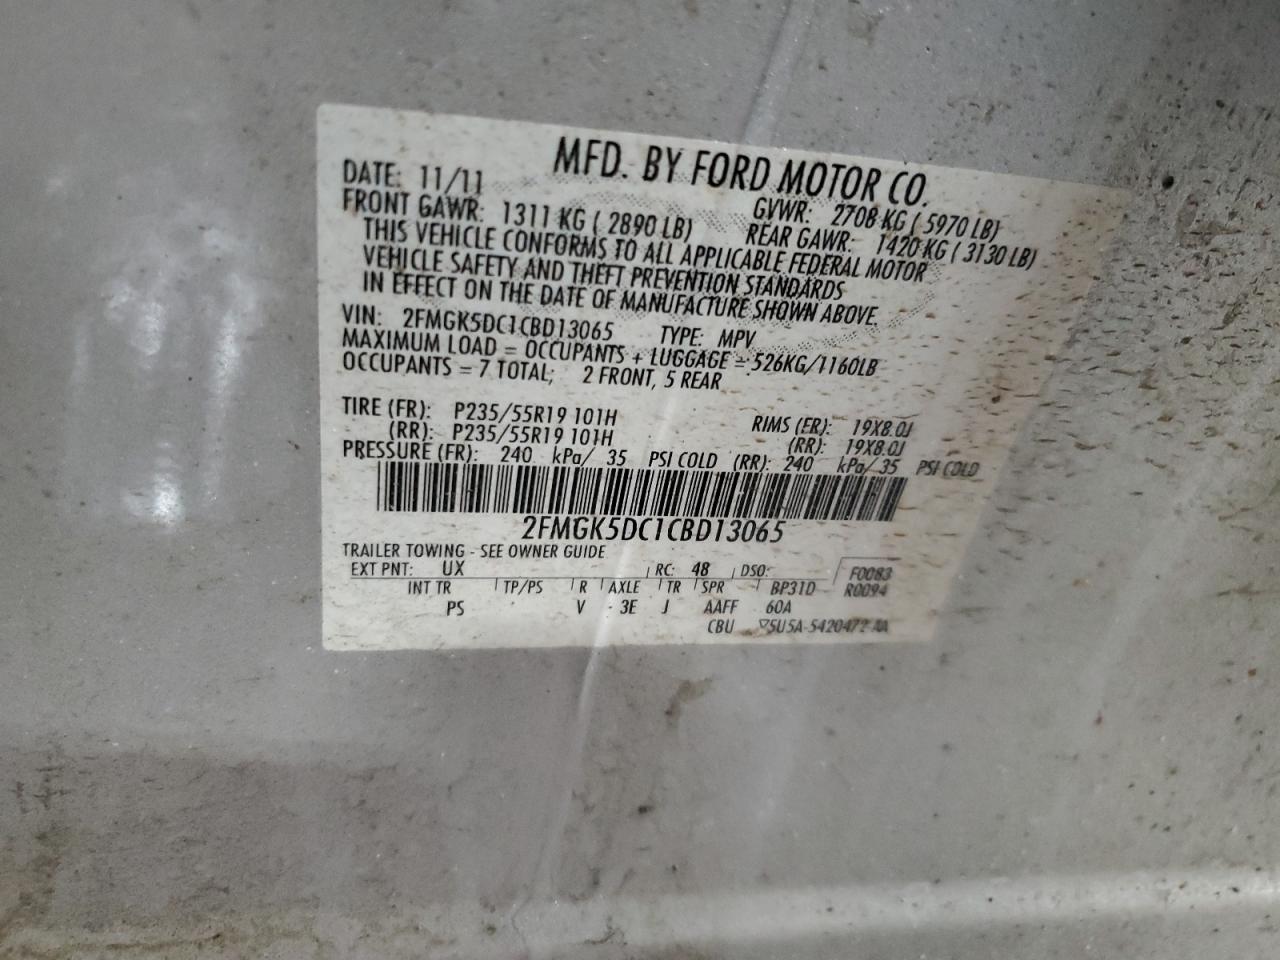 MFD. BY FORD MOTOR CO.
DATE: 11/11 GVWR: 2708 KG ( 5970 LB)
FRONT GAWR: 1311 KG ( 2890 LB) REAR GAWR: 1420 KG ( 3130 LB)
THIS VEHICLE CONFORMS TO ALL APPLICABLE FEDERAL MOTOR
VEHICLE SAFETY AND THEFT PREVENTION STANDARDS
IN EFFECT ON THE DATE OF MANUFACTURE SHOWN ABOVE.
VIN: 2FMGK5DC1CBD13065 TYPE: MPV
MAXIMUM LOAD = OCCUPANTS + LUGGAGE = 526KG/1160LB
OCCUPANTS = 7 TOTAL; 2 FRONT, 5 REAR
TIRE (FR): P235/55R19 101H RIMS (FR): 19X8.0J
(RR): P235/55R19 101H (RR): 19X8.0J
PRESSURE (FR): 240 kPa/ 35 PSI COLD (RR): 240 kPa/ 35 PSI COLD
2FMGK5DC1CBD13065
TRAILER TOWING - SEE OWNER GUIDE
EXT PNT: UX RC: 48 DSO: F0083
INT TR TP/PS R AXLE TR SPR BP31D R0094
PS V 3E J AAFF 60A
CBU 5U5A-5420472-AA